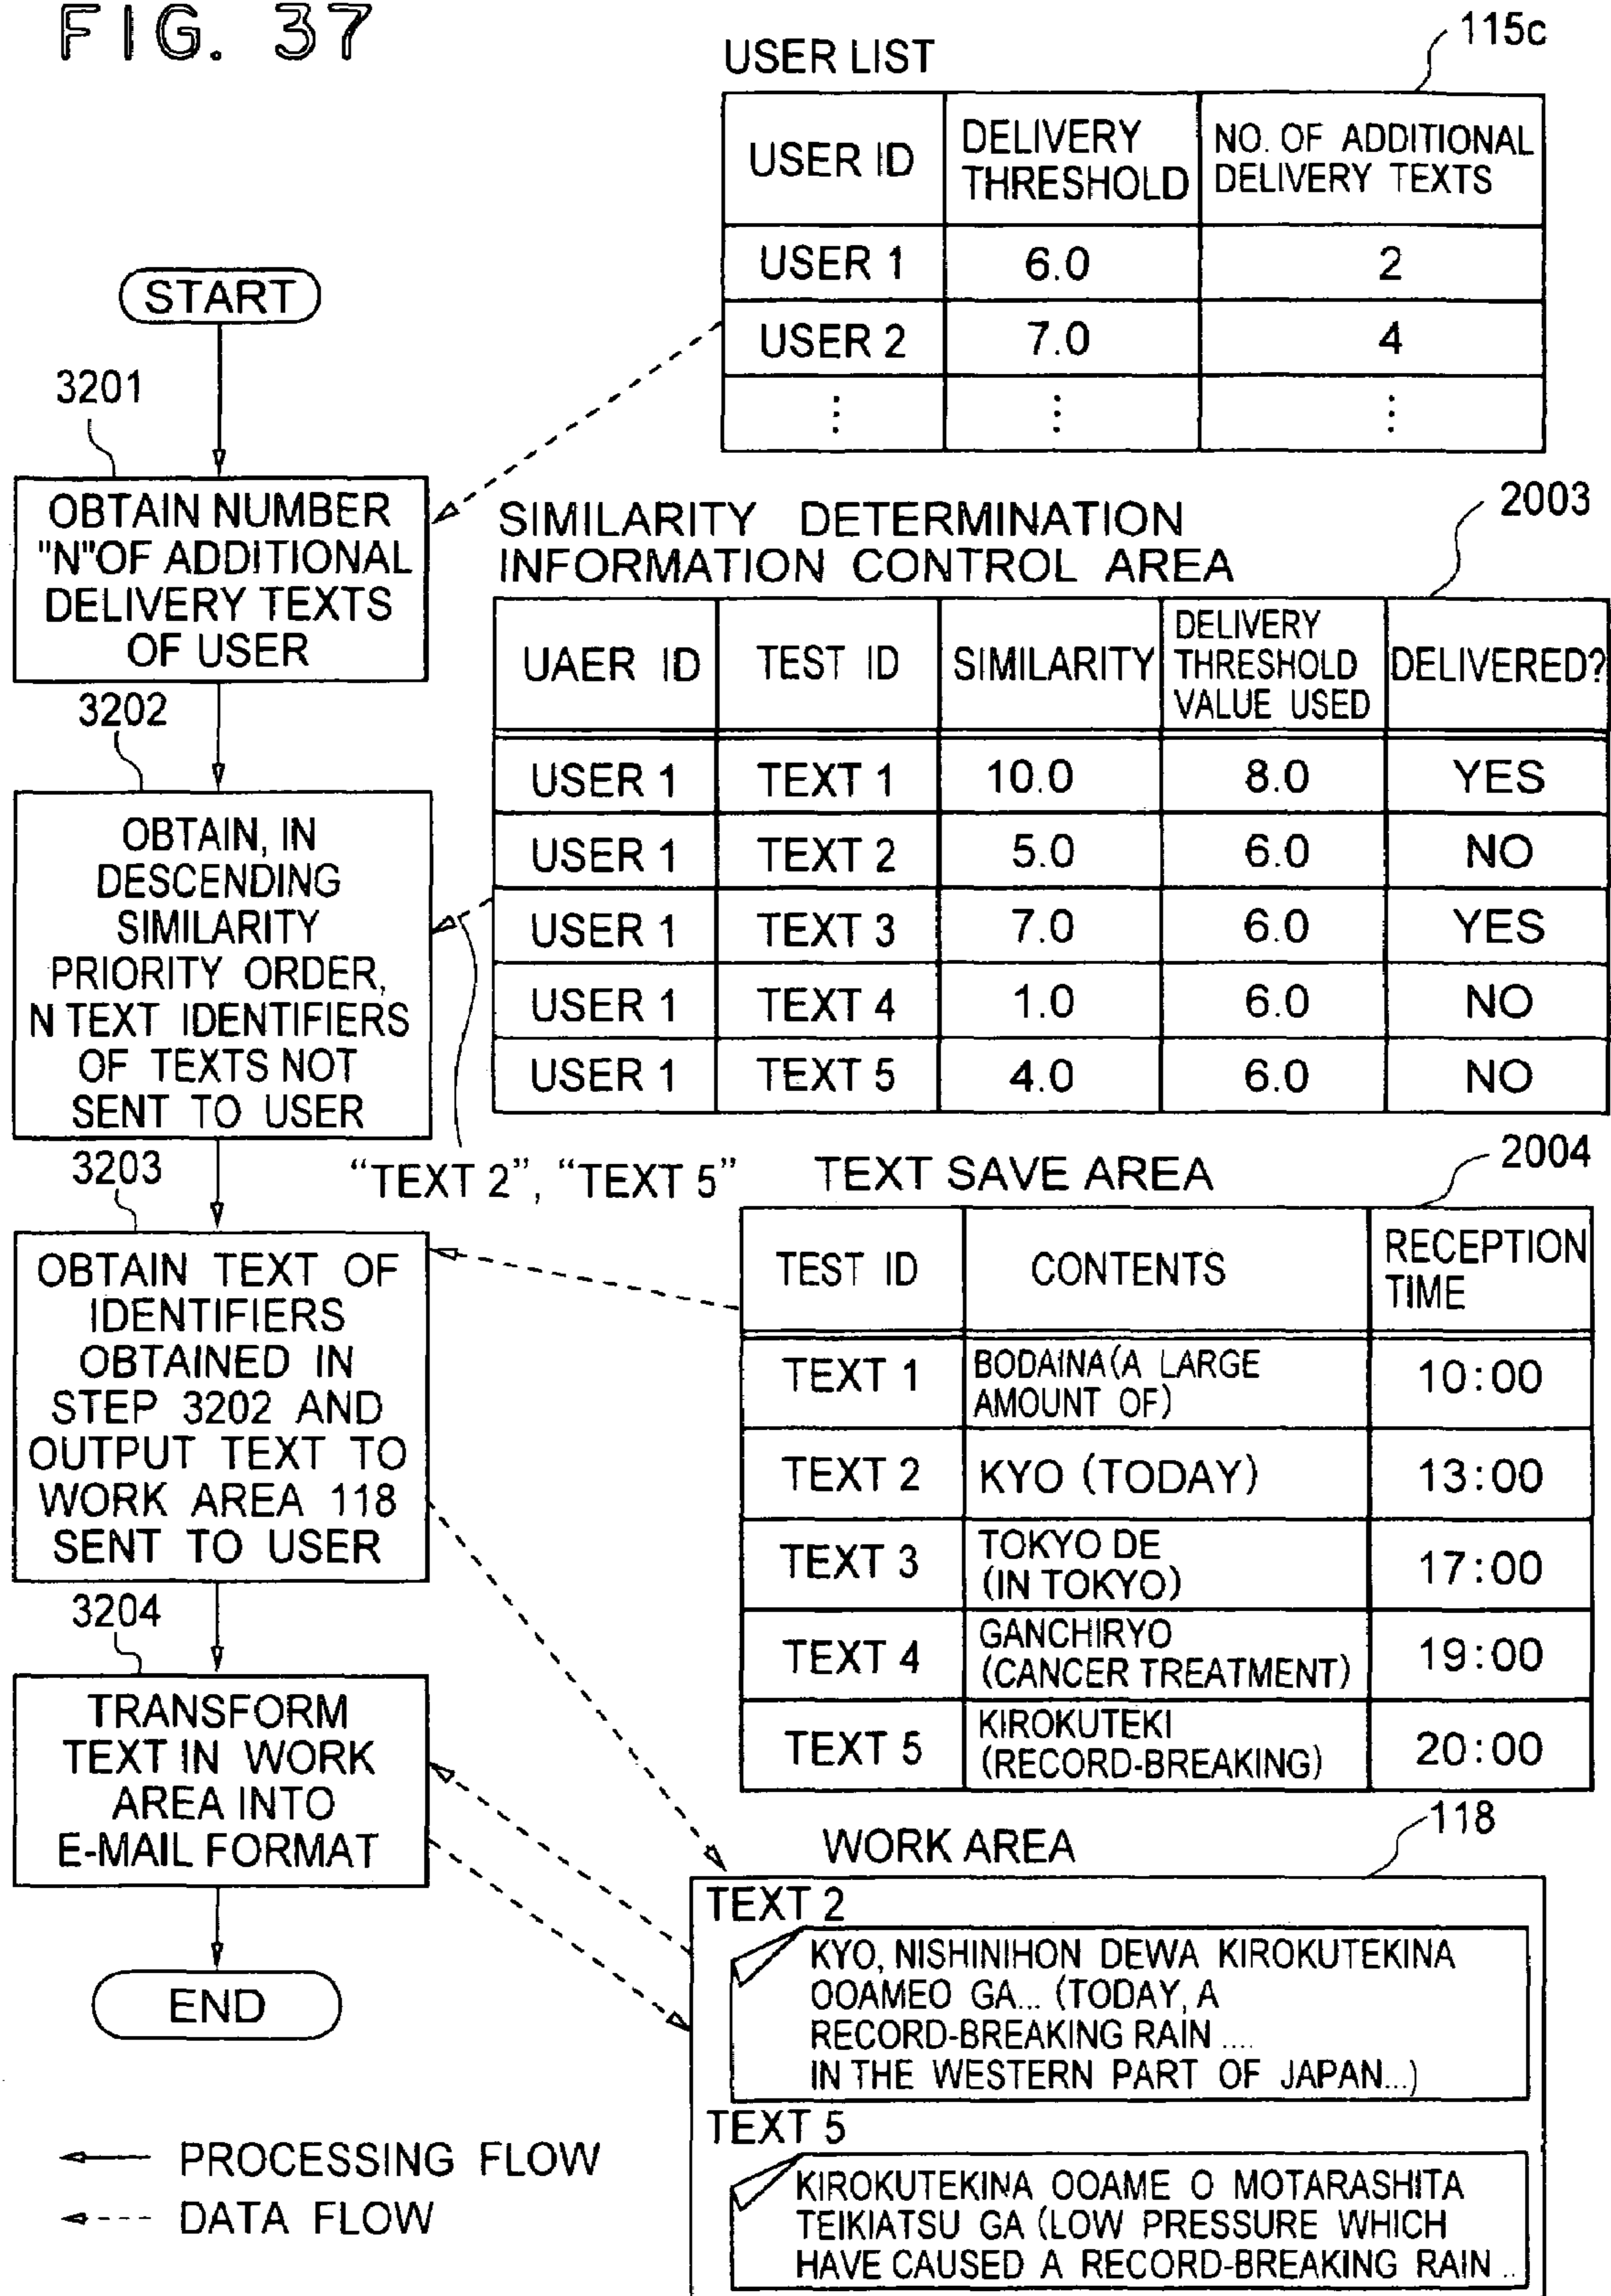 FIG. 37
115c
USER LIST
USER ID
DELIVERY
THRESHOLD
NO. OF ADDITIONAL
DELIVERY TEXTS
USER 1
6.0
2
USER 2
7.0
4
START
3201
OBTAIN NUMBER
"N"OF ADDITIONAL
DELIVERY TEXTS
OF USER
3202
OBTAIN, IN
DESCENDING
SIMILARITY
PRIORITY ORDER,
N TEXT IDENTIFIERS
OF TEXTS NOT
SENT TO USER
3203
OBTAIN TEXT OF
IDENTIFIERS
OBTAINED IN
STEP 3202 AND
OUTPUT TEXT TO
WORK AREA 118
SENT TO USER
3204
TRANSFORM
TEXT IN WORK
AREA INTO
E-MAIL FORMAT
END
SIMILARITY DETERMINATION
INFORMATION CONTROL AREA
2003
UAER ID
TEST ID
SIMILARITY
DELIVERY
THRESHOLD
VALUE USED
DELIVERED?
USER 1
TEXT 1
10.0
8.0
YES
USER 1
TEXT 2
5.0
6.0
NO
USER 1
TEXT 3
7.0
6.0
YES
USER 1
TEXT 4
1.0
6.0
NO
USER 1
TEXT 5
4.0
6.0
NO
“TEXT 2”, “TEXT 5”
TEXT SAVE AREA
2004
TEST ID
CONTENTS
RECEPTION
TIME
TEXT 1
BODAINA(A LARGE
AMOUNT OF)
10:00
TEXT 2
KYO (TODAY)
13:00
TEXT 3
TOKYO DE
(IN TOKYO)
17:00
TEXT 4
GANCHIRYO
(CANCER TREATMENT)
19:00
TEXT 5
KIROKUTEKI
(RECORD-BREAKING)
20:00
WORK AREA
118
TEXT 2
KYO, NISHINIHON DEWA KIROKUTEKINA
OOAMEO GA... (TODAY, A
RECORD-BREAKING RAIN ....
IN THE WESTERN PART OF JAPAN...)
TEXT 5
KIROKUTEKINA OOAME O MOTARASHITA
TEIKIATSU GA (LOW PRESSURE WHICH
HAVE CAUSED A RECORD-BREAKING RAIN ..
PROCESSING FLOW
DATA FLOW